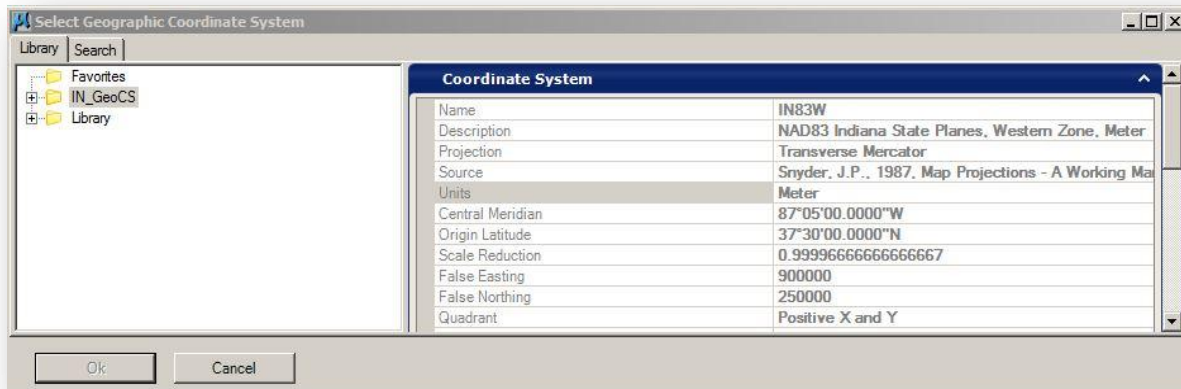 Select Geographic Coordinate System
Library Search
Favorites
IN_GeoCS
Library
Coordinate System
Name IN83W
Description NAD83 Indiana State Planes, Western Zone, Meter
Projection Transverse Mercator
Source Snyder, J.P., 1987, Map Projections - A Working Ma
Units Meter
Central Meridian 87°05'00.0000"W
Origin Latitude 37°30'00.0000"N
Scale Reduction 0.99996666666666667
False Easting 900000
False Northing 250000
Quadrant Positive X and Y
Ok Cancel